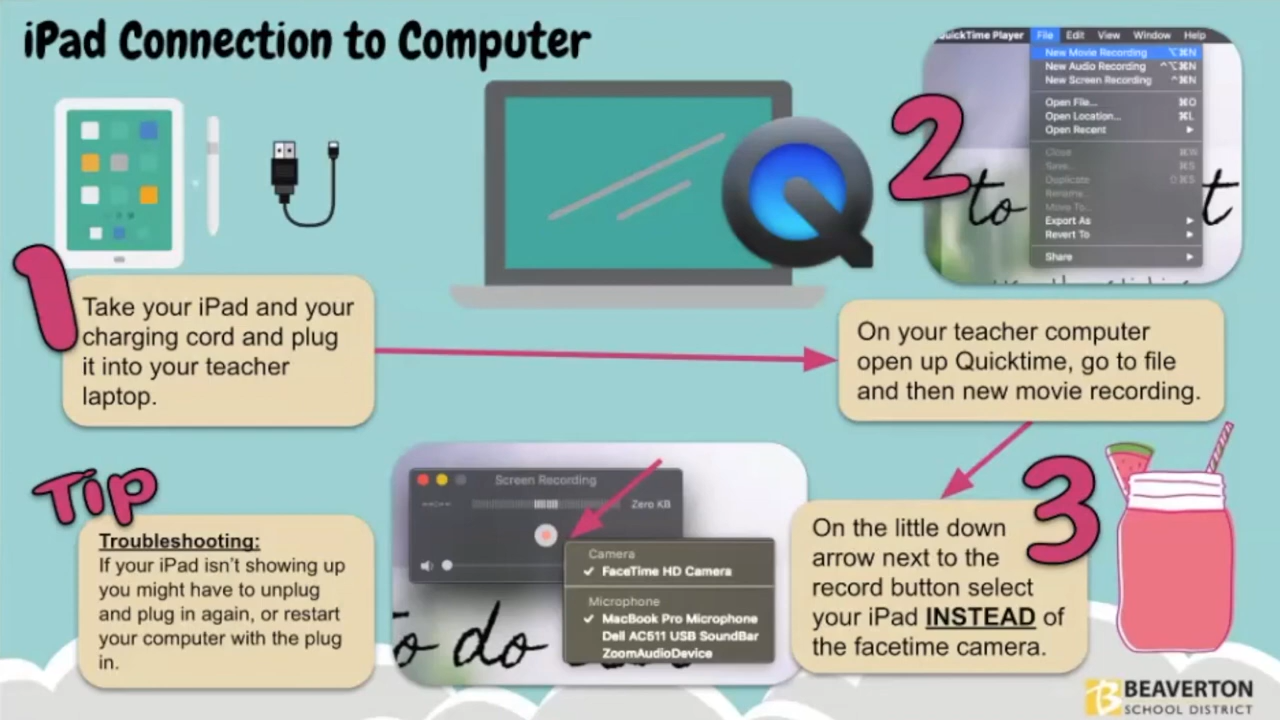 iPad Connection to Computer
1
Take your iPad and your
charging cord and plug
it into your teacher
laptop.
2
QuickTime Player File Edit View Window Help
New Movie Recording ⌥⌘N
New Audio Recording ^⌥⌘N
New Screen Recording ^⌘N
Open File... ⌘O
Open Location... ⌘L
Open Recent
Close ⌘W
Save... ⌘S
Duplicate ⇧⌘S
Rename...
Move To...
Export As
Revert To
Share
to
t
On your teacher computer
open up Quicktime, go to file
and then new movie recording.
3
On the little down
arrow next to the
record button select
your iPad INSTEAD of
the facetime camera.
Screen Recording
--:--
Zero KB
Camera
✓ FaceTime HD Camera
Microphone
✓ MacBook Pro Microphone
Dell AC511 USB SoundBar
ZoomAudioDevice
to do
Tip
Troubleshooting:
If your iPad isn't showing up
you might have to unplug
and plug in again, or restart
your computer with the plug
in.
BEAVERTON
SCHOOL DISTRICT